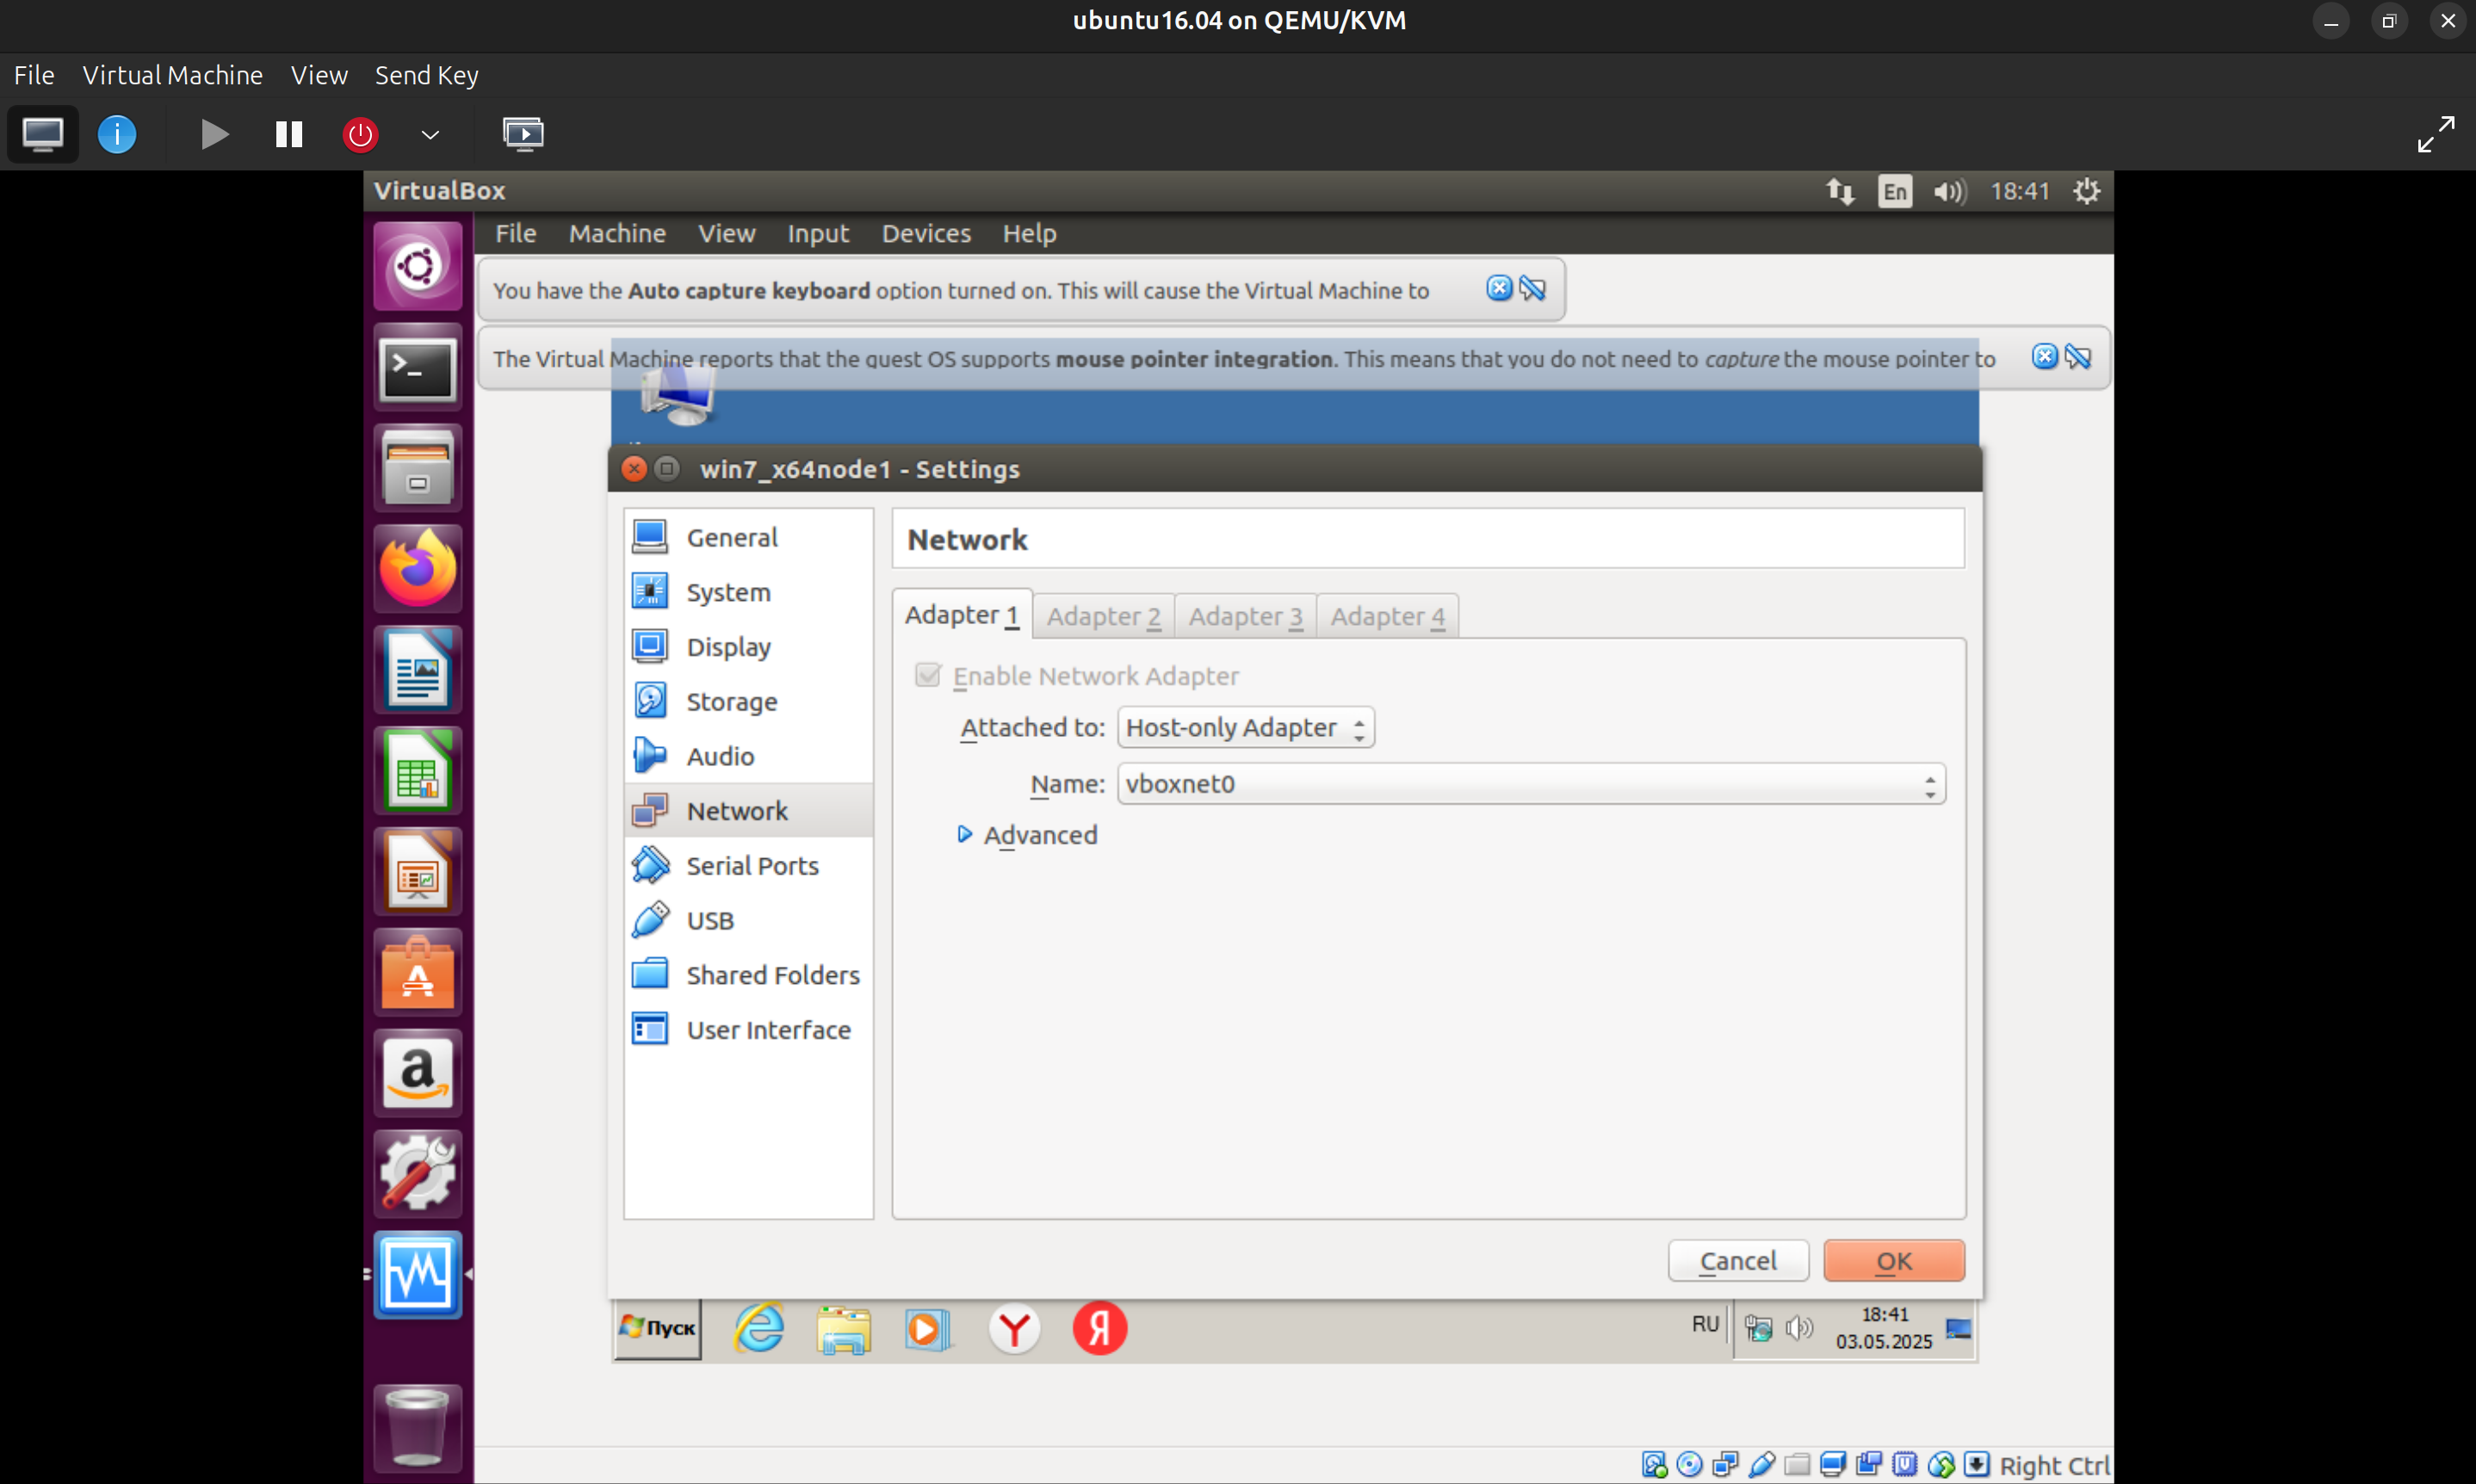 ubuntu16.04 on QEMU/KVM
File Virtual Machine View Send Key
VirtualBox
En 18:41
File Machine View Input Devices Help
You have the Auto capture keyboard option turned on. This will cause the Virtual Machine to
The Virtual Machine reports that the guest OS supports mouse pointer integration. This means that you do not need to capture the mouse pointer to
win7_x64node1 - Settings
General
System
Display
Storage
Audio
Network
Serial Ports
USB
Shared Folders
User Interface
Network
Adapter 1 Adapter 2 Adapter 3 Adapter 4
Enable Network Adapter
Attached to: Host-only Adapter
Name: vboxnet0
Advanced
Cancel OK
Пуск
RU 18:41
03.05.2025
Right Ctrl